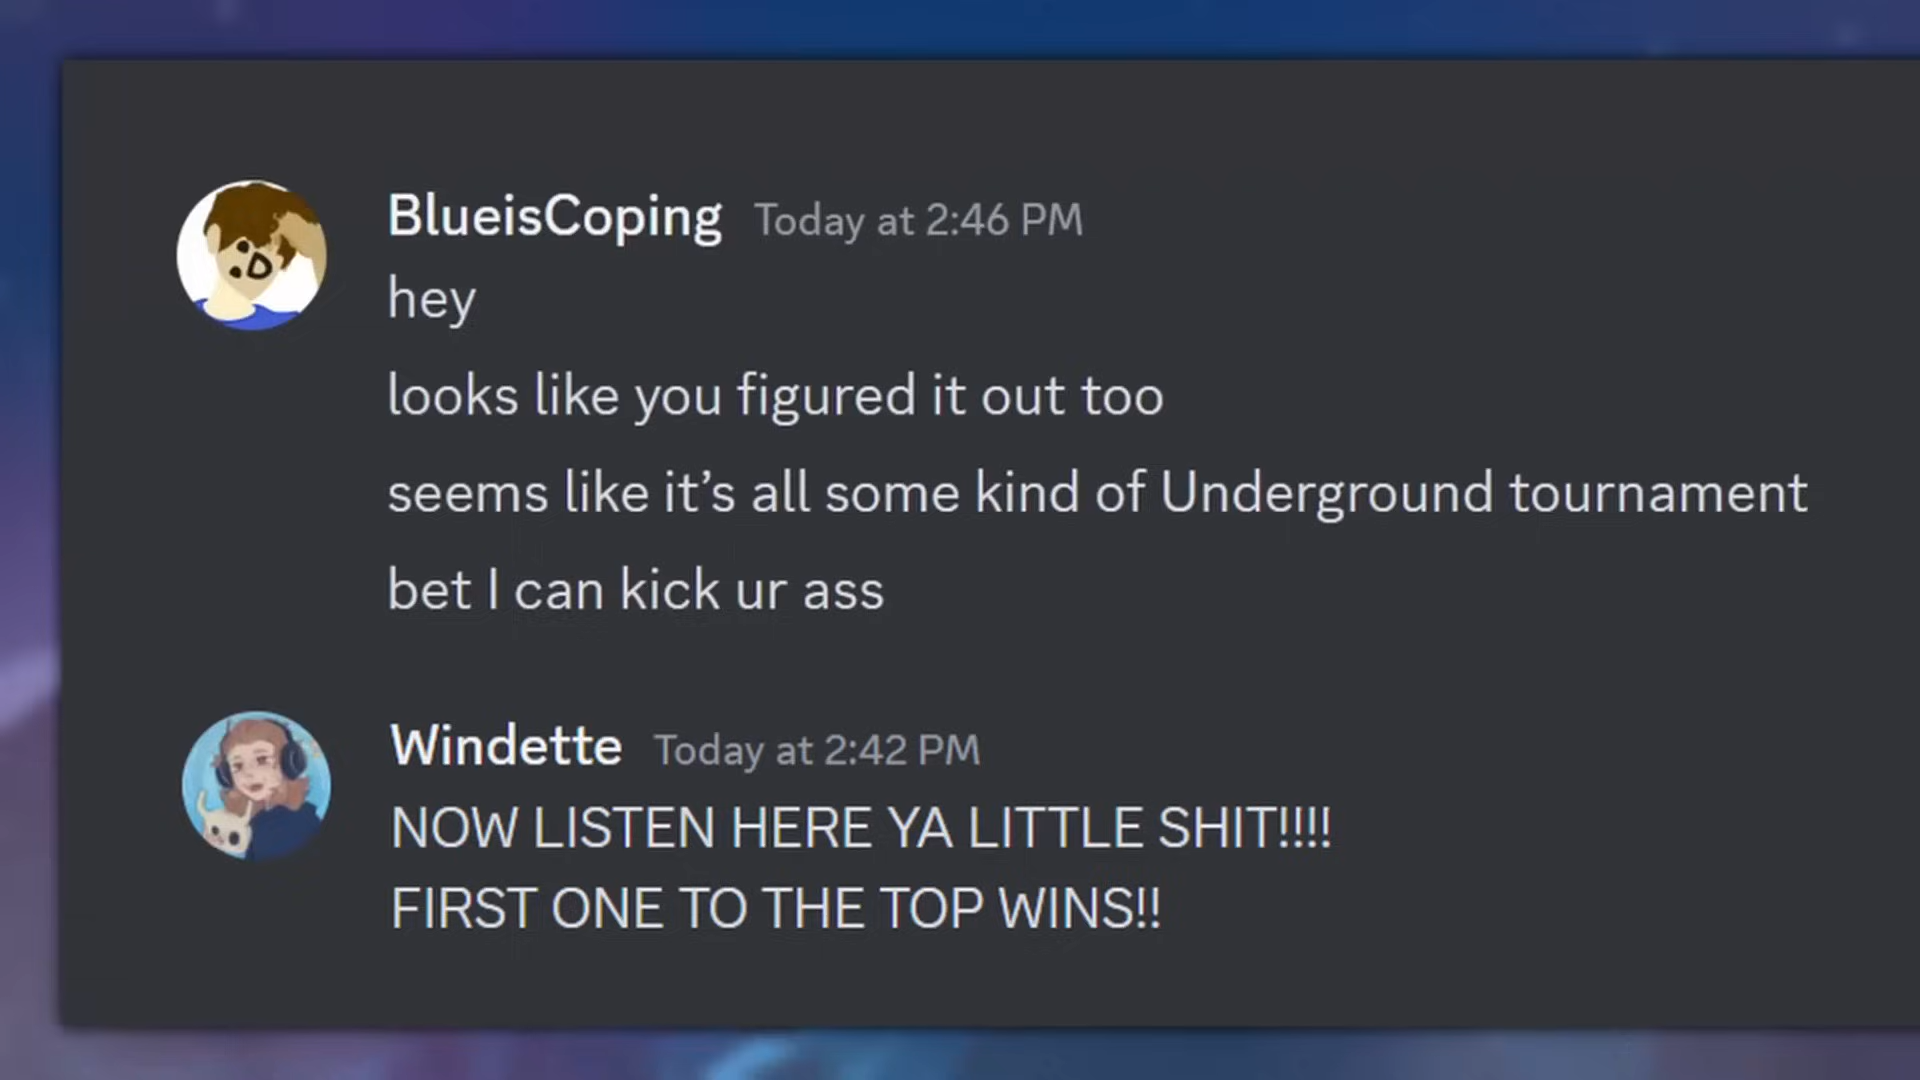 BlueisCoping Today at 2:46 PM
hey
looks like you figured it out too
seems like it’s all some kind of Underground tournament
bet I can kick ur ass
Windette Today at 2:42 PM
NOW LISTEN HERE YA LITTLE SHIT!!!!
FIRST ONE TO THE TOP WINS!!